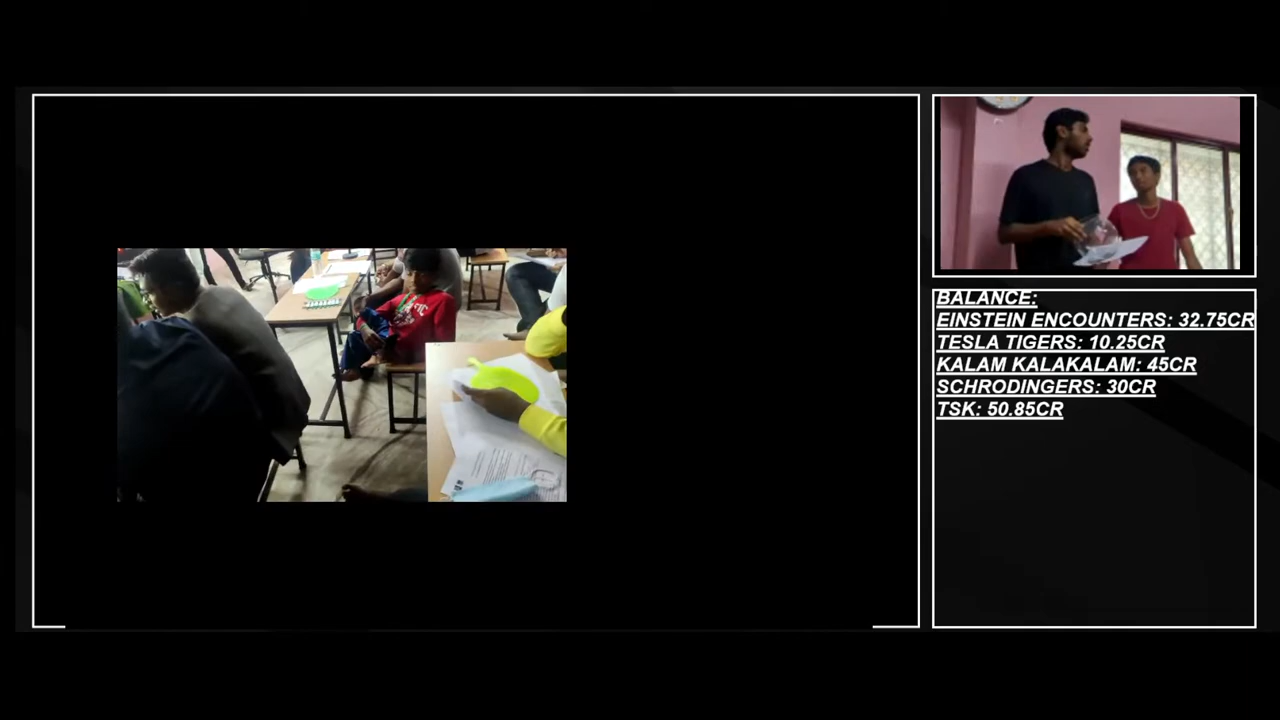 BALANCE:
EINSTEIN ENCOUNTERS: 32.75CR
TESLA TIGERS: 10.25CR
KALAM KALAKALAM: 45CR
SCHRODINGERS: 30CR
TSK: 50.85CR